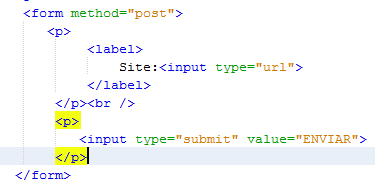 <form method="post">
<p>
<label>
Site:<input type="url">
</label>
</p><br />
<p>
<input type="submit" value="ENVIAR">
</p>
</form>